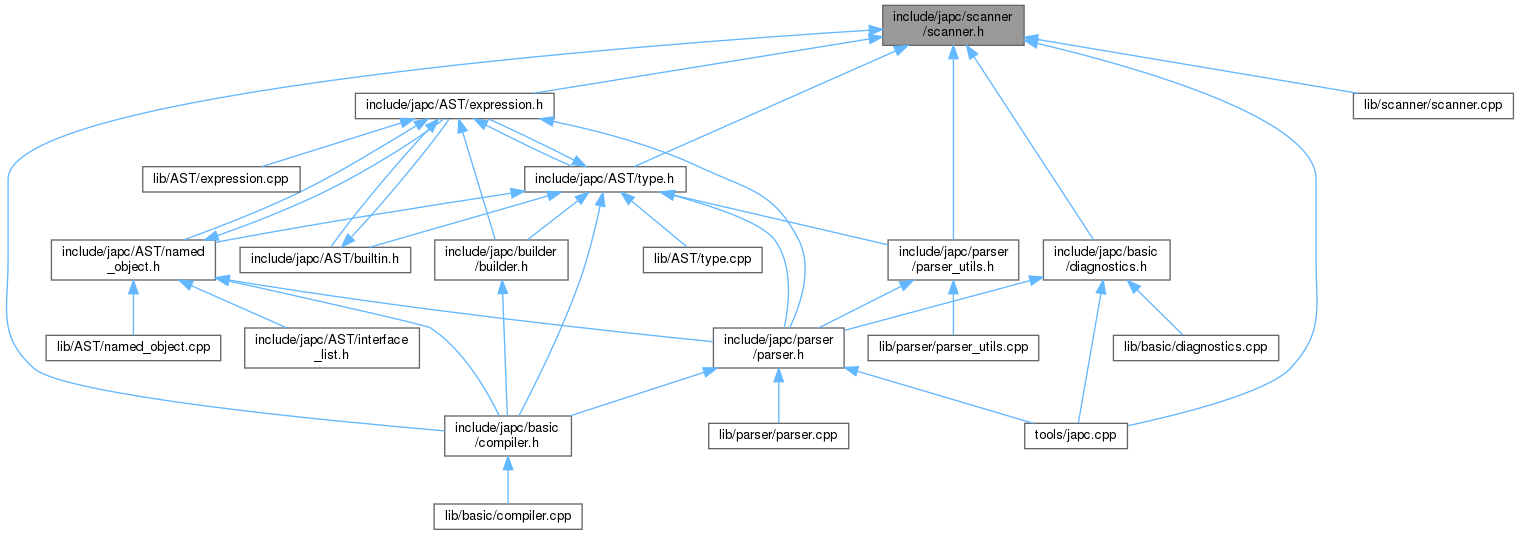 include/japc/scanner
/scanner.h
include/japc/AST/expression.h
lib/scanner/scanner.cpp
lib/AST/expression.cpp
include/japc/AST/type.h
include/japc/AST/named
_object.h
include/japc/AST/builtin.h
include/japc/builder
/builder.h
lib/AST/type.cpp
include/japc/parser
/parser_utils.h
include/japc/basic
/diagnostics.h
lib/AST/named_object.cpp
include/japc/AST/interface
_list.h
include/japc/parser
/parser.h
lib/parser/parser_utils.cpp
lib/basic/diagnostics.cpp
include/japc/basic
/compiler.h
lib/parser/parser.cpp
tools/japc.cpp
lib/basic/compiler.cpp